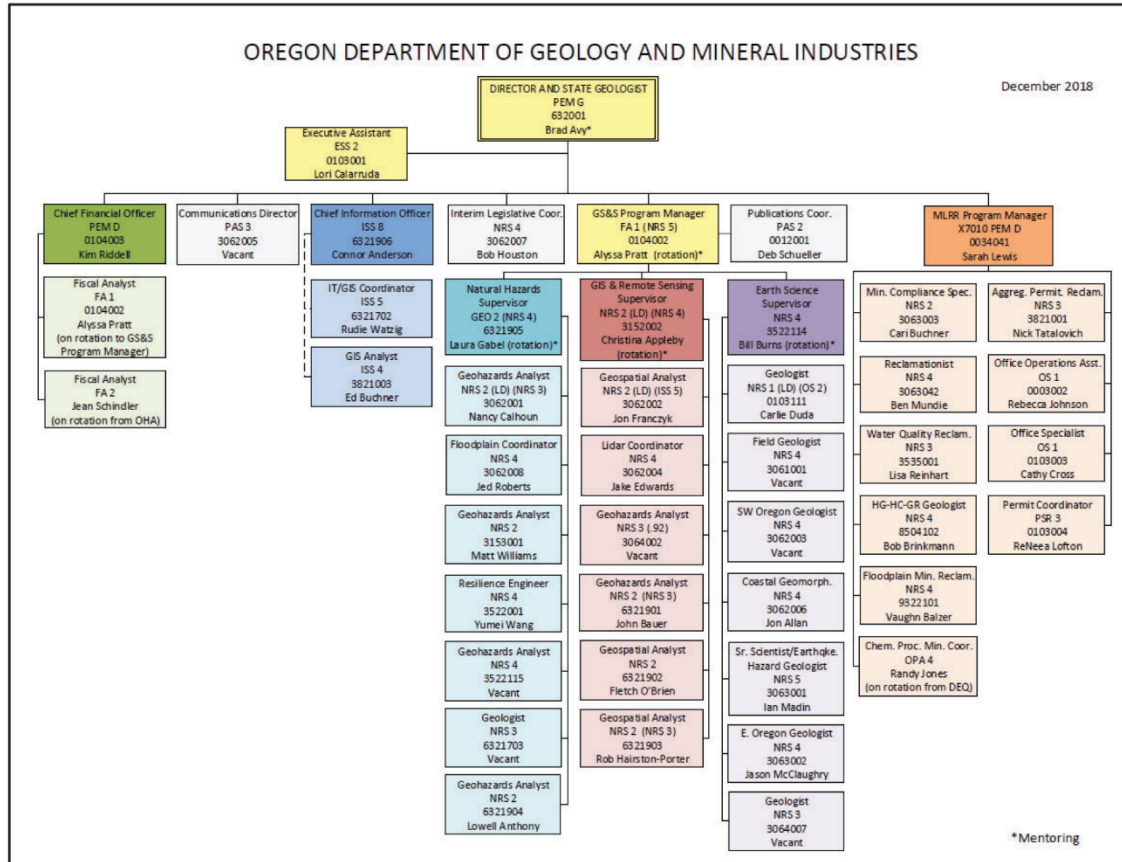 OREGON DEPARTMENT OF GEOLOGY AND MINERAL INDUSTRIES
December 2018
DIRECTOR AND STATE GEOLOGIST
PEM G
632001
Brad Avy*
Executive Assistant
ESS 2
0103001
Lori Calarruda
Chief Financial Officer
PEM D
0104003
Kim Riddell
Communications Director
PAS 3
3062005
Vacant
Chief Information Officer
ISS 8
6321906
Connor Anderson
Interim Legislative Coor.
NRS 4
3062007
Bob Houston
GS&S Program Manager
FA 1 (NRS 5)
0104002
Alyssa Pratt (rotation)*
Publications Coor.
PAS 2
0012001
Deb Schueller
MLRR Program Manager
X7010 PEM D
0034041
Sarah Lewis
Fiscal Analyst
FA 1
0104002
Alyssa Pratt
(on rotation to GS&S
Program Manager)
Fiscal Analyst
FA 2
Jean Schindler
(on rotation from OHA)
IT/GIS Coordinator
ISS 5
6321702
Rudie Watzig
GIS Analyst
ISS 4
3821003
Ed Buchner
Natural Hazards
Supervisor
GEO 2 (NRS 4)
6321905
Laura Gabel (rotation)*
Geohazards Analyst
NRS 2 (LD) (NRS 3)
3062001
Nancy Calhoun
Floodplain Coordinator
NRS 4
3062008
Jed Roberts
Geohazards Analyst
NRS 2
3153001
Matt Williams
Resilience Engineer
NRS 4
3522001
Yumei Wang
Geohazards Analyst
NRS 4
3522115
Vacant
Geologist
NRS 3
6321703
Vacant
Geohazards Analyst
NRS 2
6321904
Lowell Anthony
GIS & Remote Sensing
Supervisor
NRS 2 (LD) (NRS 4)
3152002
Christina Appleby
(rotation)*
Geospatial Analyst
NRS 2 (LD) (ISS 5)
3062002
Jon Franczyk
Lidar Coordinator
NRS 4
3062004
Jake Edwards
Geohazards Analyst
NRS 3 (.92)
3064002
Vacant
Geohazards Analyst
NRS 2 (NRS 3)
6321901
John Bauer
Geospatial Analyst
NRS 2
6321902
Fletch O'Brien
Geospatial Analyst
NRS 2 (NRS 3)
6321903
Rob Hairston-Porter
Earth Science
Supervisor
NRS 4
3522114
Bill Burns (rotation)*
Geologist
NRS 1 (LD) (OS 2)
0103111
Carlie Duda
Field Geologist
NRS 4
3061001
Vacant
SW Oregon Geologist
NRS 4
3062003
Vacant
Coastal Geomorph.
NRS 4
3062006
Jon Allan
Sr. Scientist/Earthqke.
Hazard Geologist
NRS 5
3063001
Ian Madin
E. Oregon Geologist
NRS 4
3063002
Jason McClaughry
Geologist
NRS 3
3064007
Vacant
Min. Compliance Spec.
NRS 2
3063003
Cari Buchner
Reclamationist
NRS 4
3063042
Ben Mundie
Water Quality Reclam.
NRS 3
3535001
Lisa Reinhart
HG-HC-GR Geologist
NRS 4
8504102
Bob Brinkmann
Floodplain Min. Reclam.
NRS 4
9322101
Vaughn Balzer
Chem. Proc. Min. Coor.
OPA 4
Randy Jones
(on rotation from DEQ)
Aggreg. Permit. Reclam.
NRS 3
3821001
Nick Tatalovich
Office Operations Asst.
OS 1
0003002
Rebecca Johnson
Office Specialist
OS 1
0103003
Cathy Cross
Permit Coordinator
PSR 3
0103004
ReNeea Lofton
*Mentoring